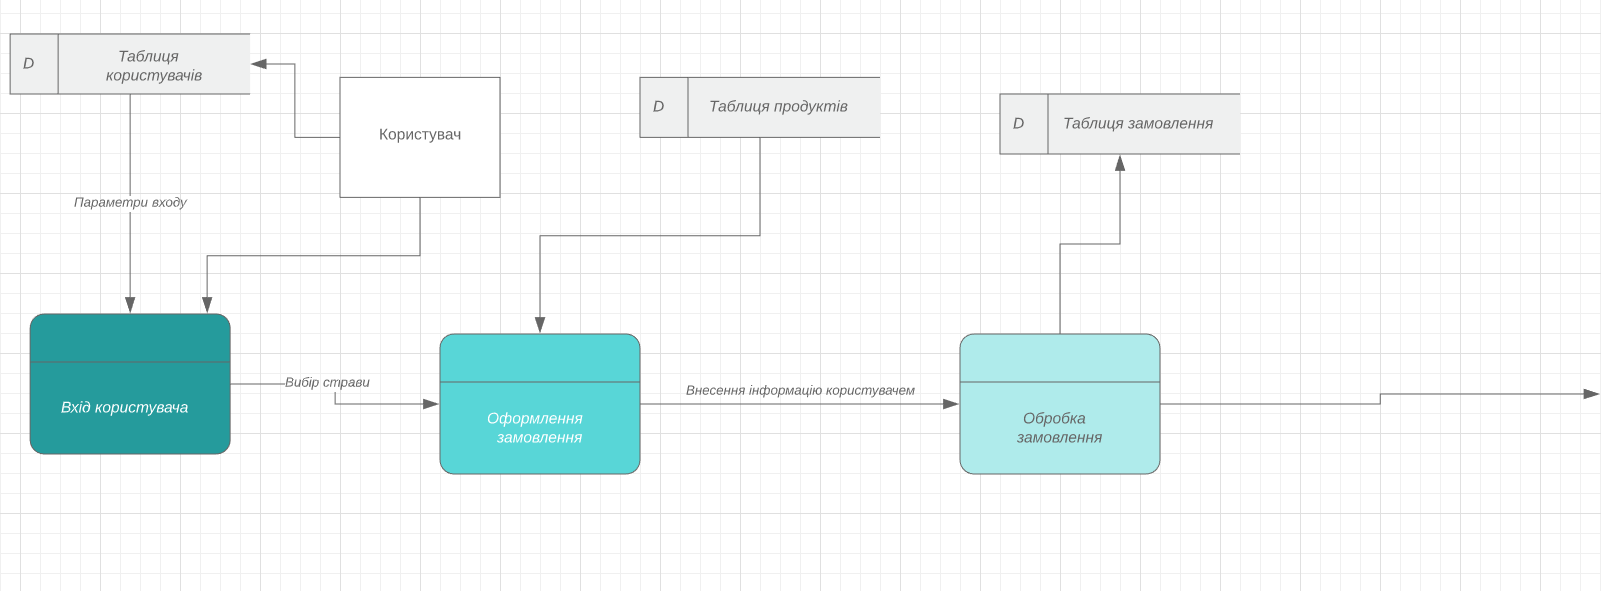 D
Таблиця
користувачів
Користувач
D
Таблиця продуктів
D
Таблиця замовлення
Параметри входу
Вхід користувача
Вибір страви
Оформлення
замовлення
Внесення інформацію користувачем
Обробка
замовлення